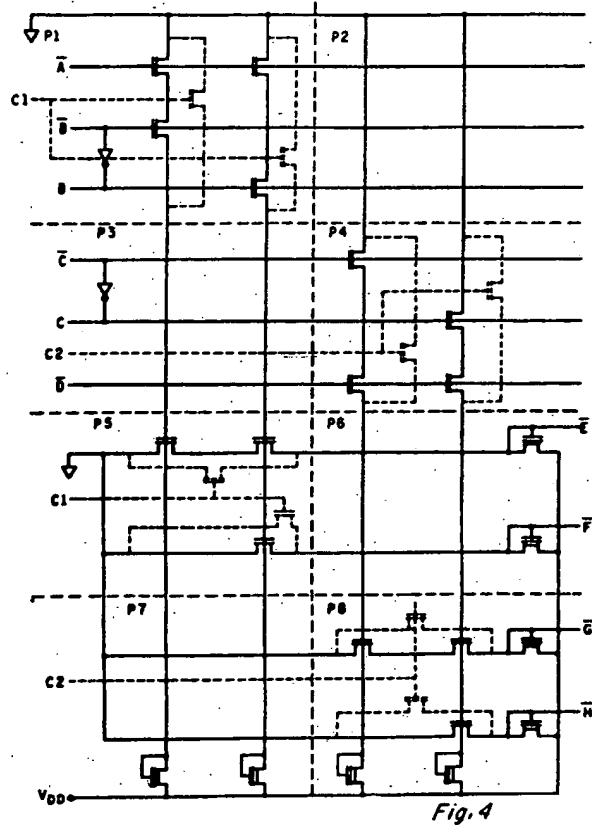 P1 P2
A̅
C1
B̅
B
P3 P4
C̅
C
C2
D̅
P5 P6
E̅
C1
F̅
P7 P8
G̅
C2
H̅
VDD
Fig. 4